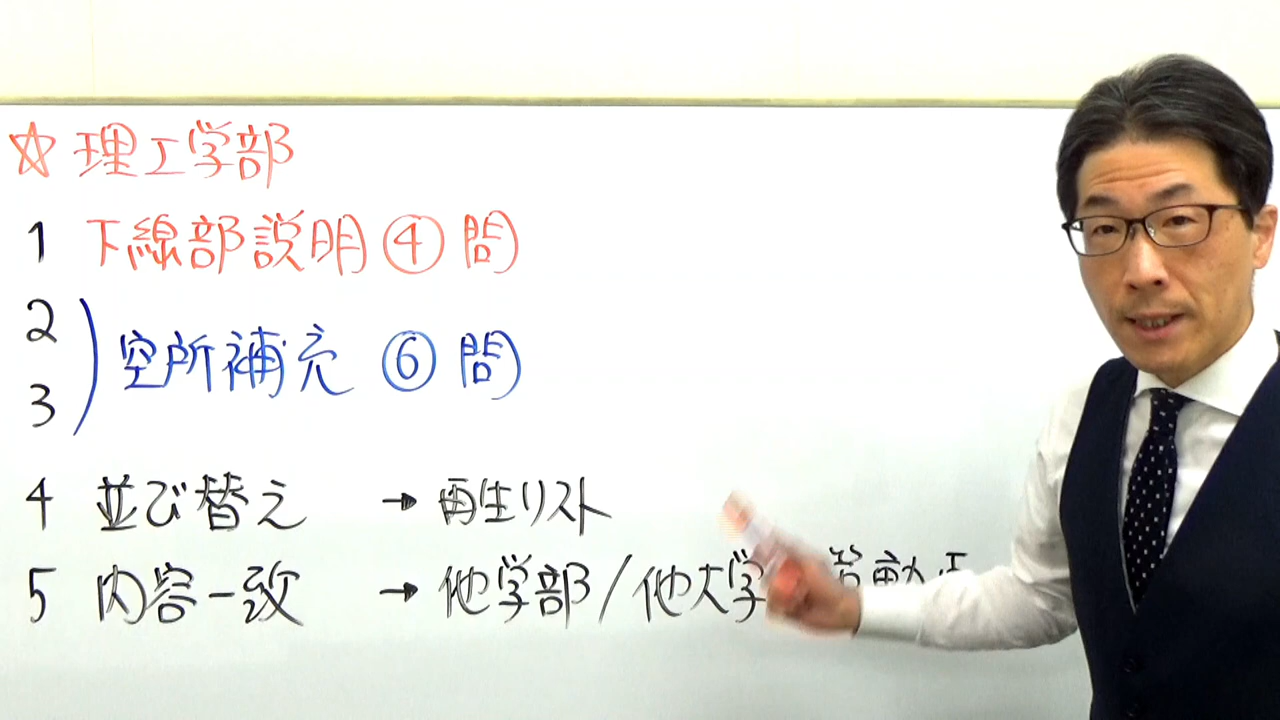 ☆ 理工学部
1 下線部説明 ④ 問
2
3 ) 空所補充 ⑥ 問
4 並び替え → 再生リスト
5 内容一致 → 他学部/他大学